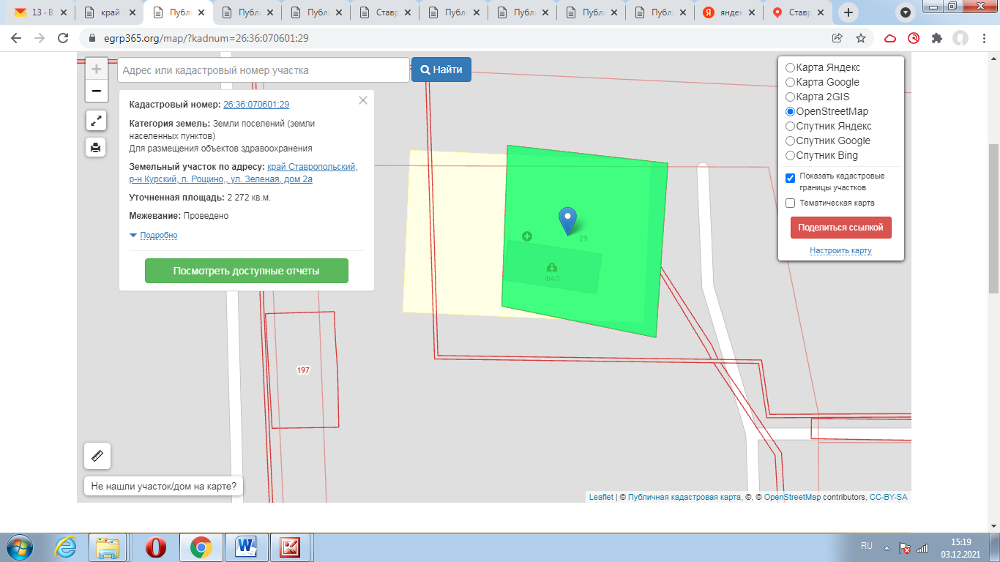 13 · В
край
Публ
Публ
Публ
Ставр
Публ
Публ
Публ
Публ
яндек
Ставр
egrp365.org/map/?kadnum=26:36:070601:29
Адрес или кадастровый номер участка
Найти
Кадастровый номер: 26:36:070601:29
Категория земель: Земли поселений (земли
населенных пунктов)
Для размещения объектов здравоохранения
Земельный участок по адресу: край Ставропольский,
р-н Курский, п. Рощино,, ул. Зеленая, дом 2а
Уточненная площадь: 2 272 кв.м.
Межевание: Проведено
Подробно
Посмотреть доступные отчеты
Карта Яндекс
Карта Google
Карта 2GIS
OpenStreetMap
Спутник Яндекс
Спутник Google
Спутник Bing
Показать кадастровые
границы участков
Тематическая карта
Поделиться ссылкой
Настроить карту
29
ФАП
197
Не нашли участок/дом на карте?
Leaflet | © Публичная кадастровая карта, ©, © OpenStreetMap contributors, CC-BY-SA
RU
15:19
03.12.2021